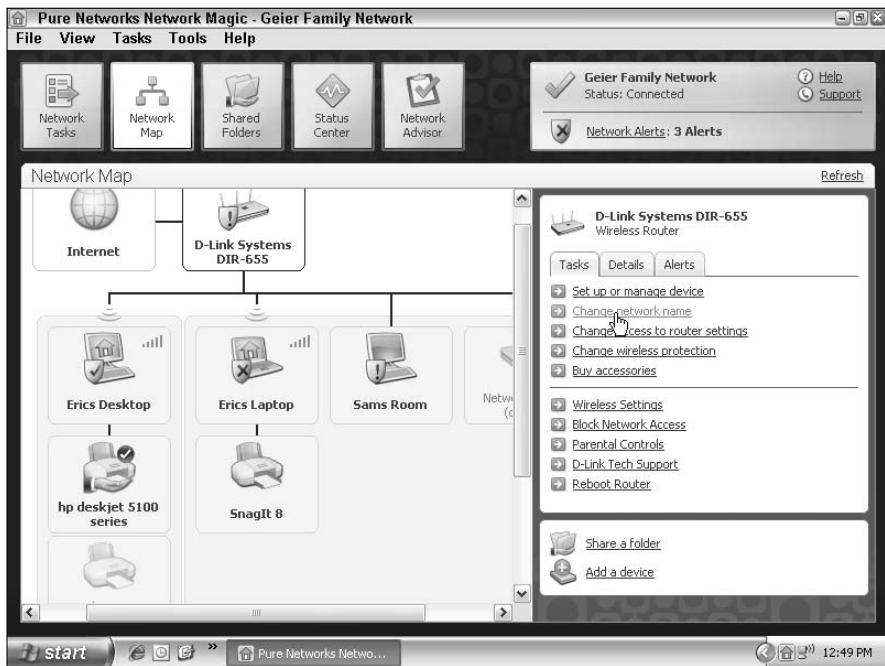 Pure Networks Network Magic - Geier Family Network
File View Tasks Tools Help
Network
Tasks
Network
Map
Shared
Folders
Status
Center
Network
Advisor
Geier Family Network
Status: Connected
Help
Support
Network Alerts: 3 Alerts
Network Map
Refresh
Internet
D-Link Systems
DIR-655
Erics Desktop
Erics Laptop
Sams Room
hp deskjet 5100
series
SnagIt 8
D-Link Systems DIR-655
Wireless Router
Tasks Details Alerts
Set up or manage device
Change network name
Change access to router settings
Change wireless protection
Buy accessories
Wireless Settings
Block Network Access
Parental Controls
D-Link Tech Support
Reboot Router
Share a folder
Add a device
start
Pure Networks Netwo...
12:49 PM